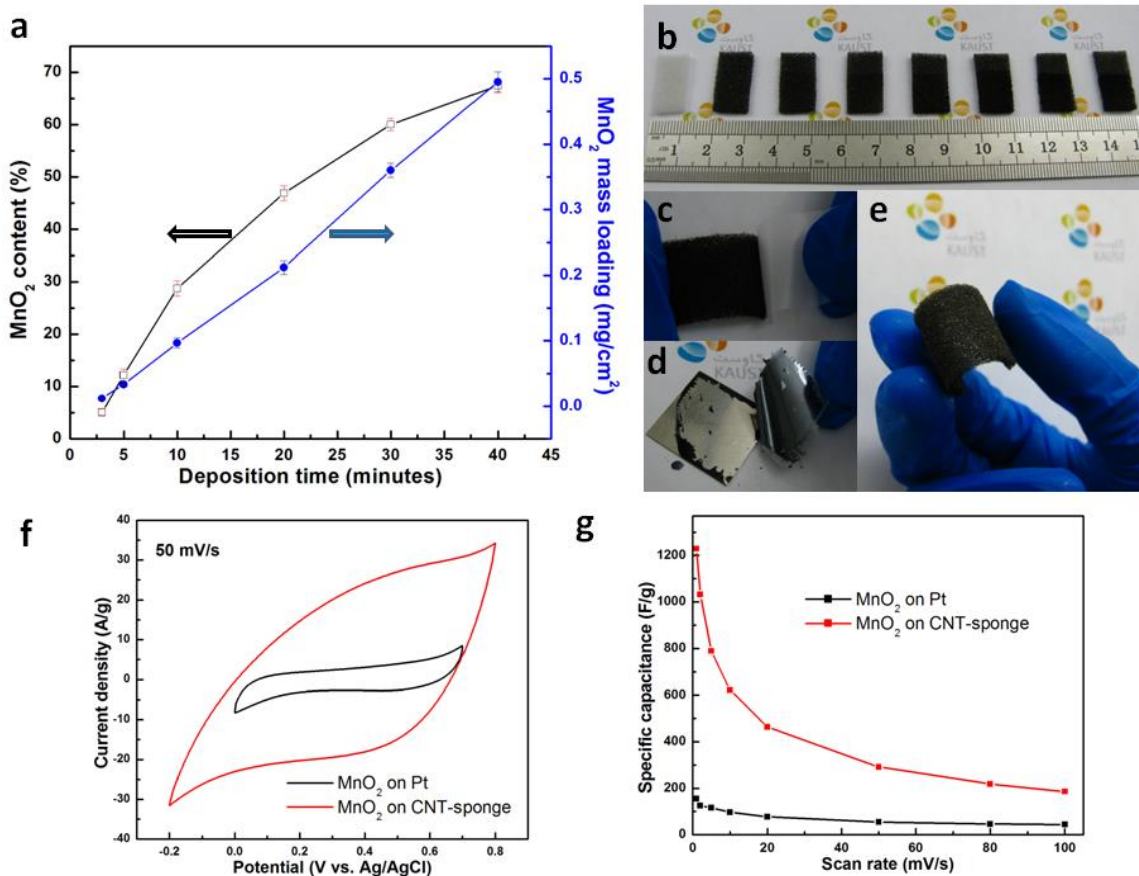 a
MnO2 content (%)
70
60
50
40
30
20
10
0
0 5 10 15 20 25 30 35 40 45
Deposition time (minutes)
0.5
0.4
0.3
0.2
0.1
0.0
MnO2 mass loading (mg/cm2)
b
KAUST
KAUST
KAUST
KAUST
1 2 3 4 5 6 7 8 9 10 11 12 13 14
c
d
KAUST
e
f
50 mV/s
Current density (A/g)
40
30
20
10
0
-10
-20
-30
-40
MnO2 on Pt
MnO2 on CNT-sponge
-0.2 0.0 0.2 0.4 0.6 0.8
Potential (V vs. Ag/AgCl)
g
Specific capacitance (F/g)
1200
1000
800
600
400
200
0
MnO2 on Pt
MnO2 on CNT-sponge
0 20 40 60 80 100
Scan rate (mV/s)